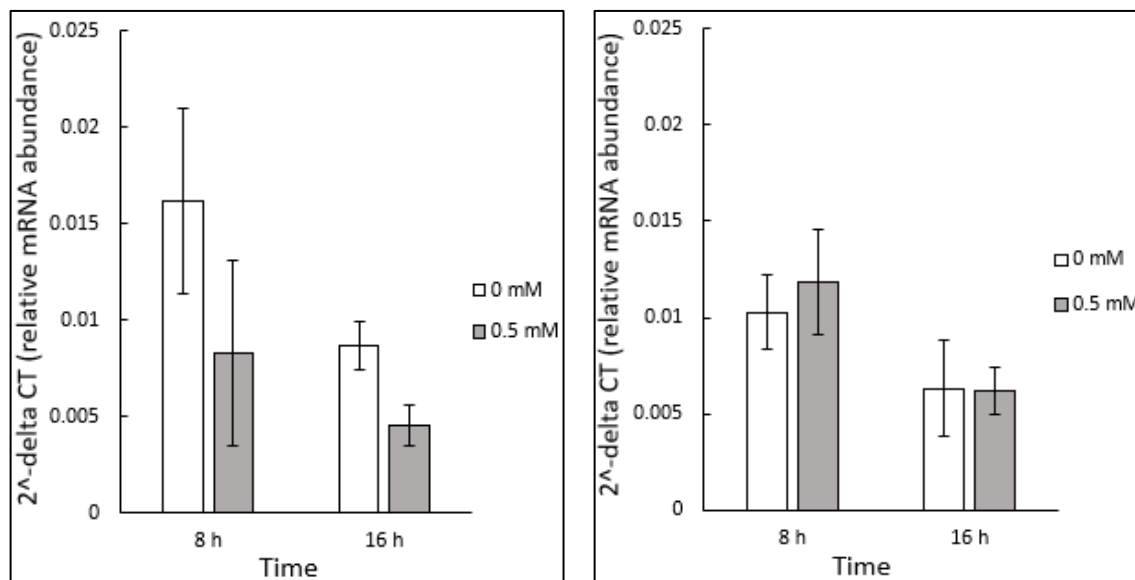 2^-delta CT (relative mRNA abundance)
0.025
0.02
0.015
0.01
0.005
0
8 h
16 h
Time
0 mM
0.5 mM
2^-delta CT (relative mRNA abundance)
0.025
0.02
0.015
0.01
0.005
0
8 h
16 h
Time
0 mM
0.5 mM